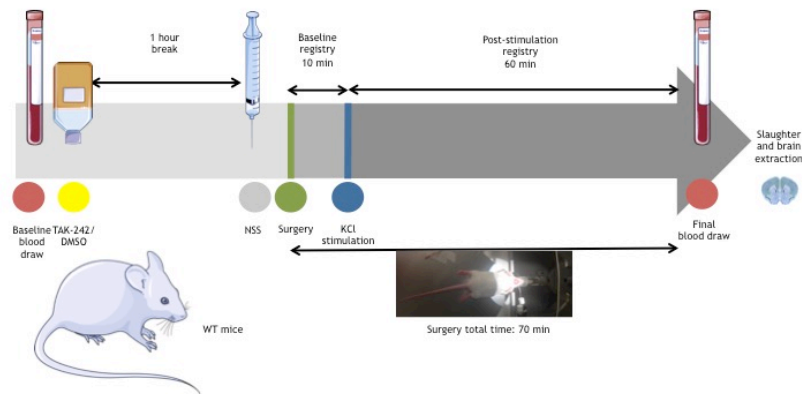 1 hour
break
Baseline
registry
10 min
Post-stimulation
registry
60 min
Slaughter
and brain
extraction
Baseline
blood
draw
TAK-242/
DMSO
NSS
Surgery
KCl
stimulation
Final
blood draw
WT mice
Surgery total time: 70 min